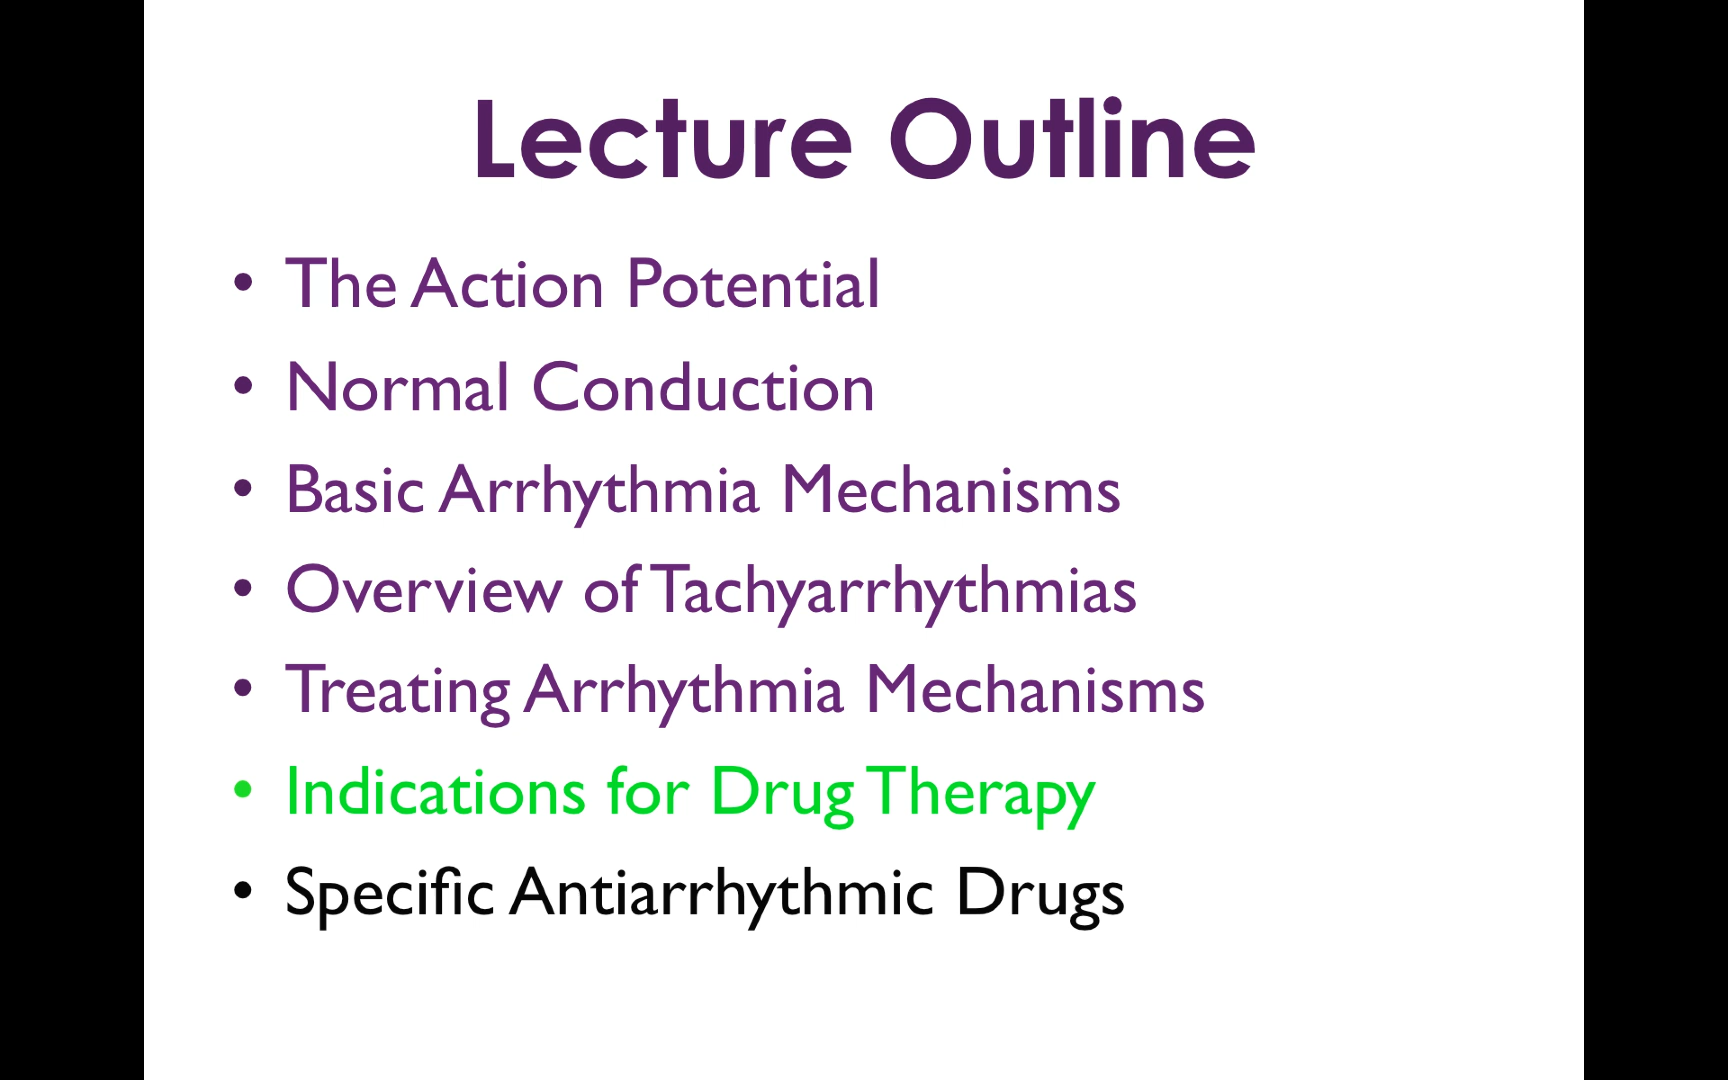 Lecture Outline
• The Action Potential
• Normal Conduction
• Basic Arrhythmia Mechanisms
• Overview of Tachyarrhythmias
• Treating Arrhythmia Mechanisms
• Indications for Drug Therapy
• Specific Antiarrhythmic Drugs